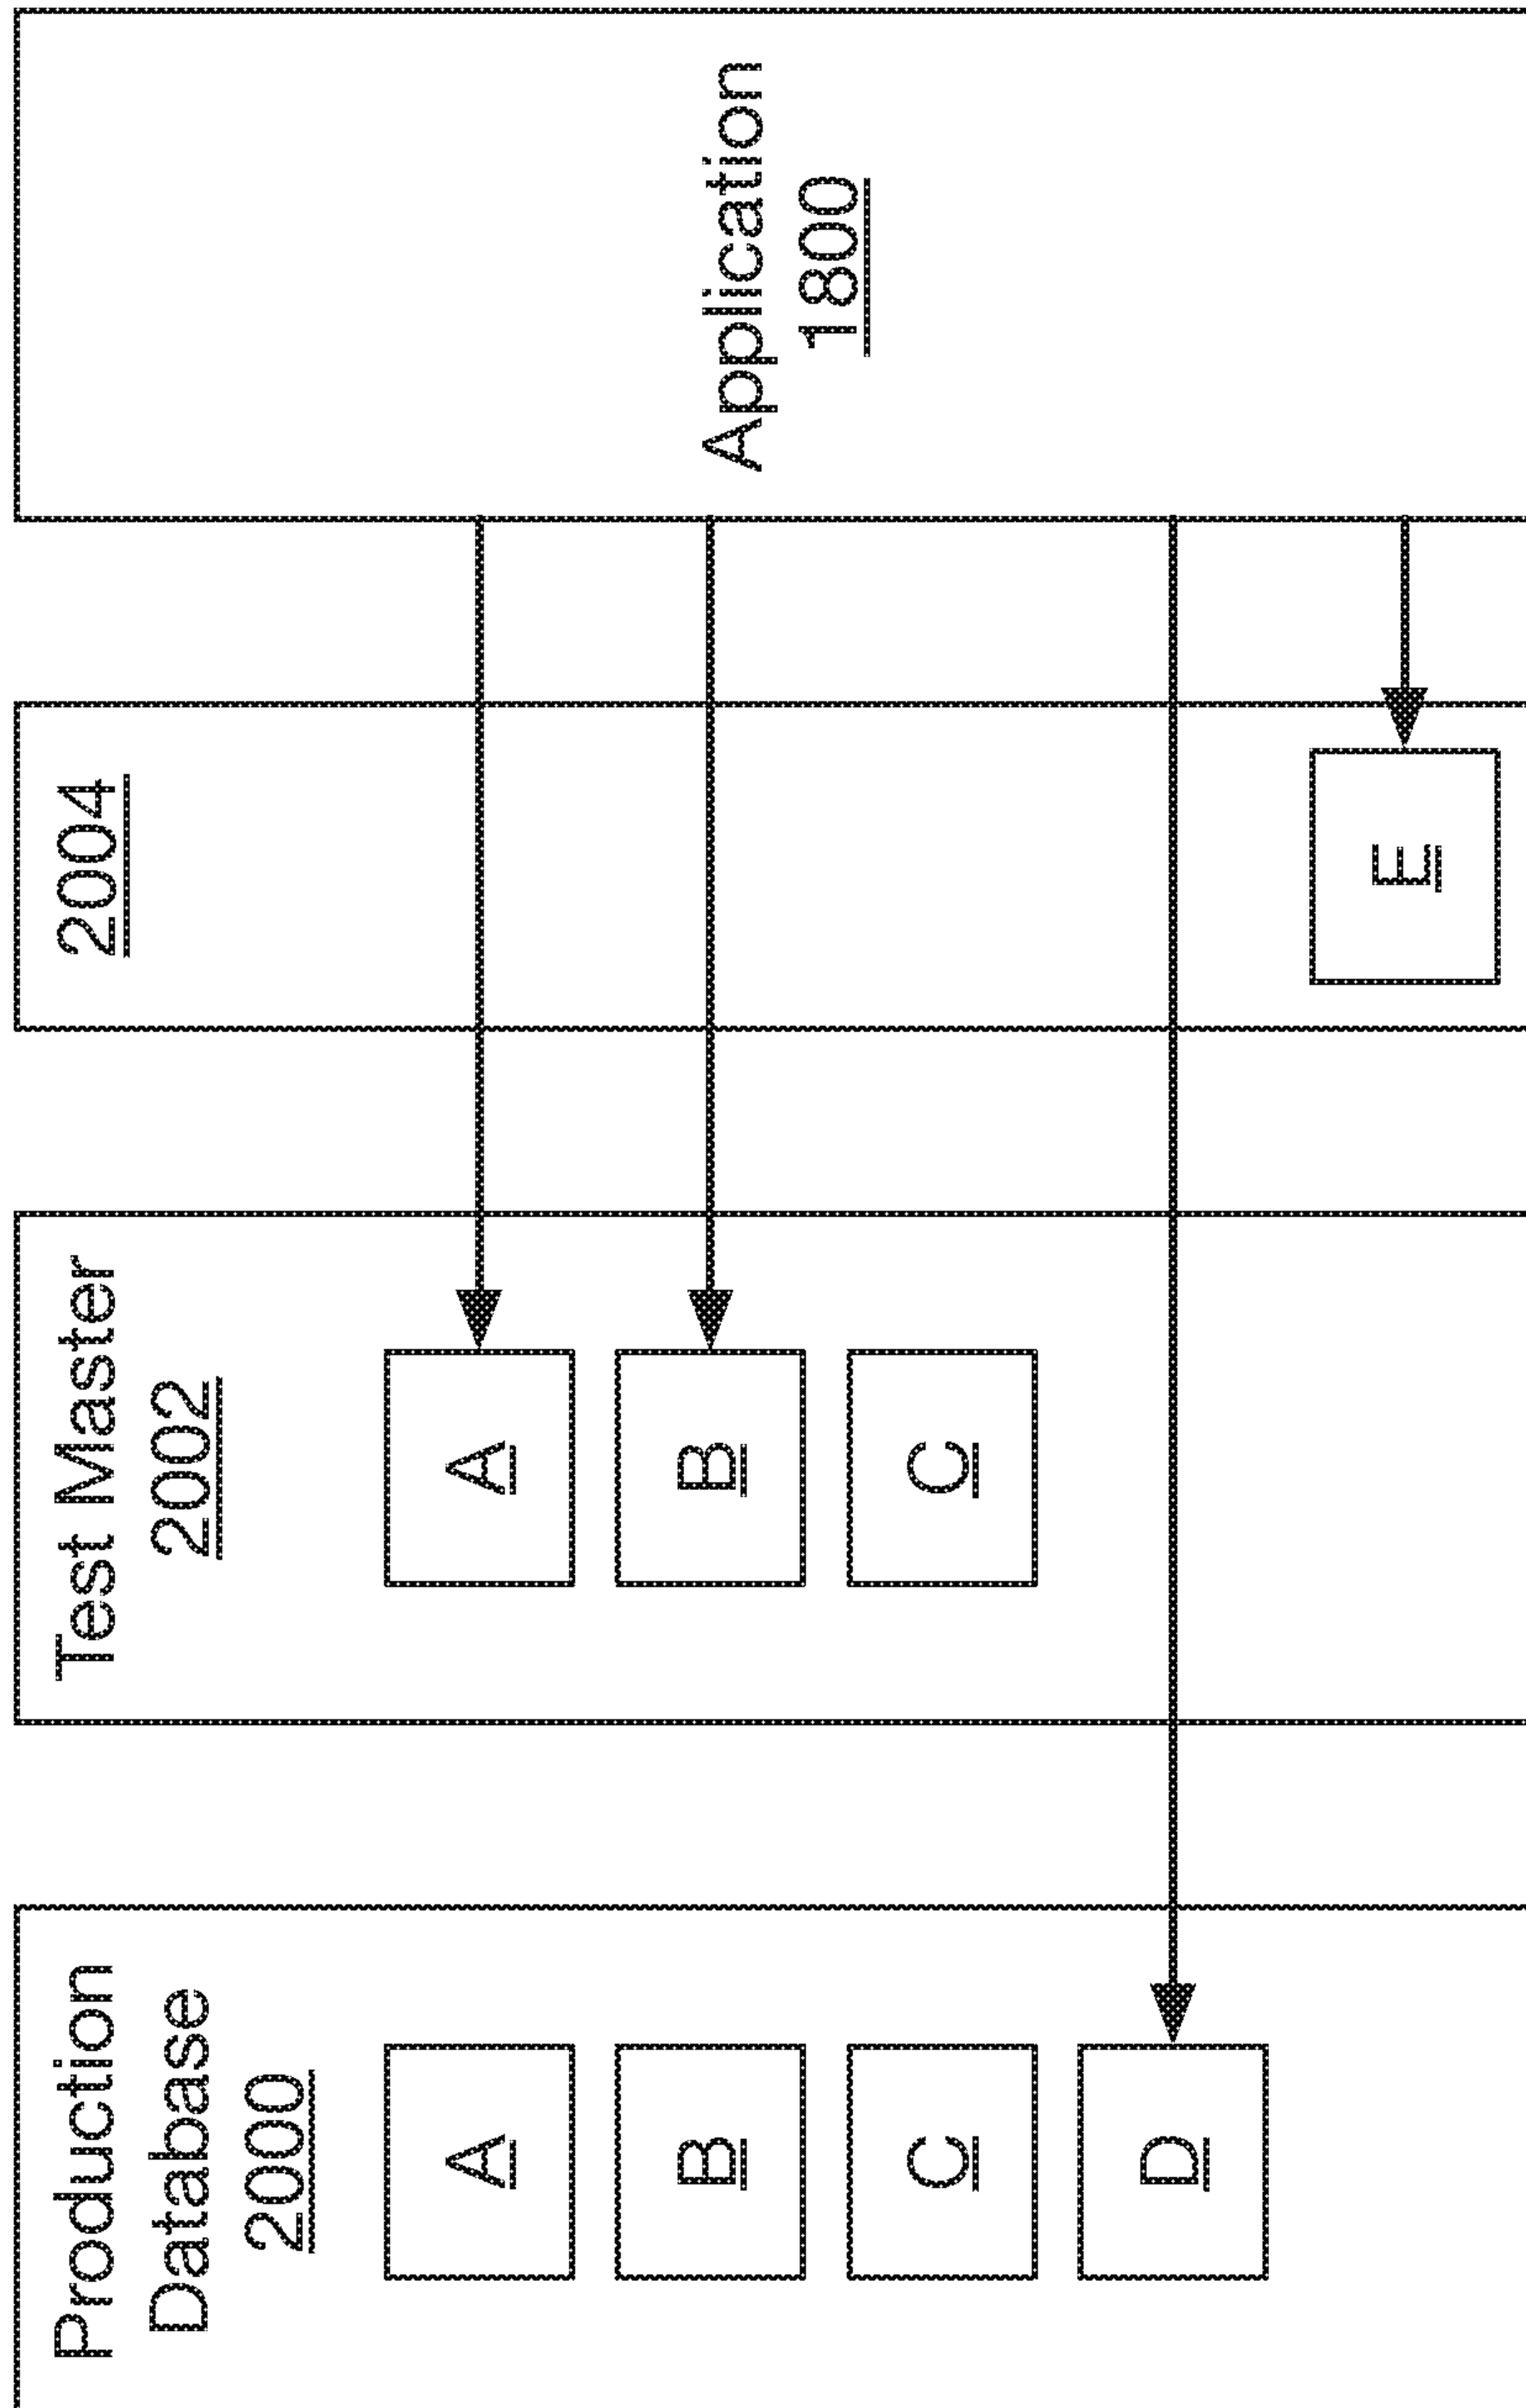 Production
Database
2000
A
B
C
D
Test Master
2002
A
B
C
2004
E
Application
1800